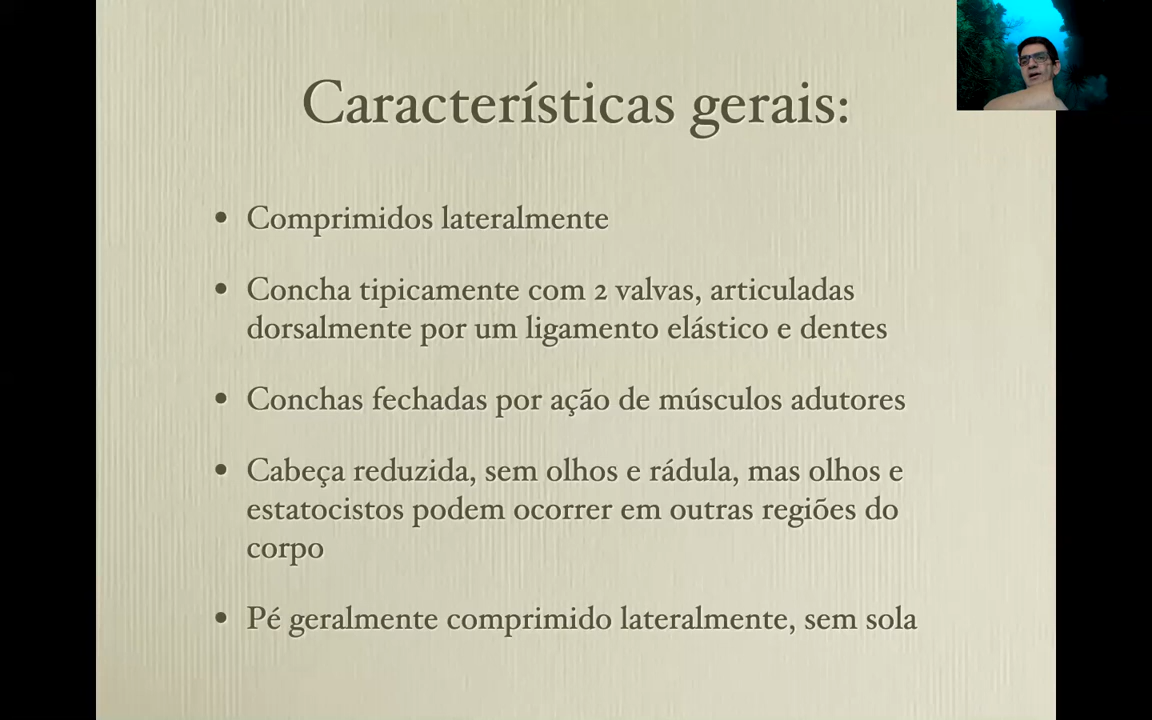 Características gerais:
• Comprimidos lateralmente
• Concha tipicamente com 2 valvas, articuladas
dorsalmente por um ligamento elástico e dentes
• Conchas fechadas por ação de músculos adutores
• Cabeça reduzida, sem olhos e rádula, mas olhos e
estatocistos podem ocorrer em outras regiões do
corpo
• Pé geralmente comprimido lateralmente, sem sola